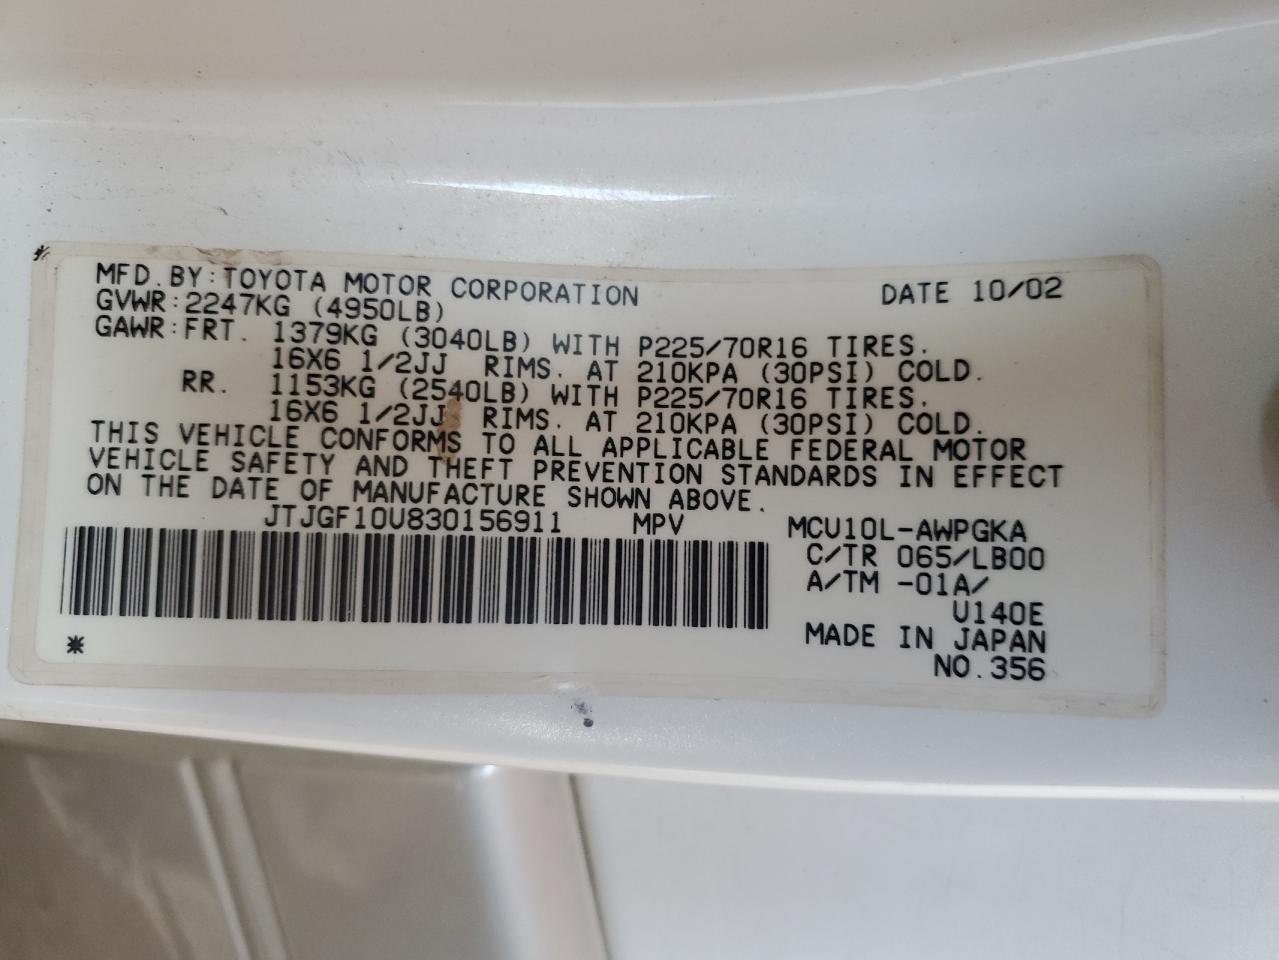 MFD. BY: TOYOTA MOTOR CORPORATION DATE 10/02
GVWR: 2247KG (4950LB)
GAWR: FRT. 1379KG (3040LB) WITH P225/70R16 TIRES.
16X6 1/2JJ RIMS. AT 210KPA (30PSI) COLD.
RR. 1153KG (2540LB) WITH P225/70R16 TIRES.
16X6 1/2JJ RIMS. AT 210KPA (30PSI) COLD.
THIS VEHICLE CONFORMS TO ALL APPLICABLE FEDERAL MOTOR
VEHICLE SAFETY AND THEFT PREVENTION STANDARDS IN EFFECT
ON THE DATE OF MANUFACTURE SHOWN ABOVE.
JTJGF10U830156911 MPV MCU10L-AWPGKA
C/TR 065/LB00
A/TM -01A/
U140E
MADE IN JAPAN
* NO. 356